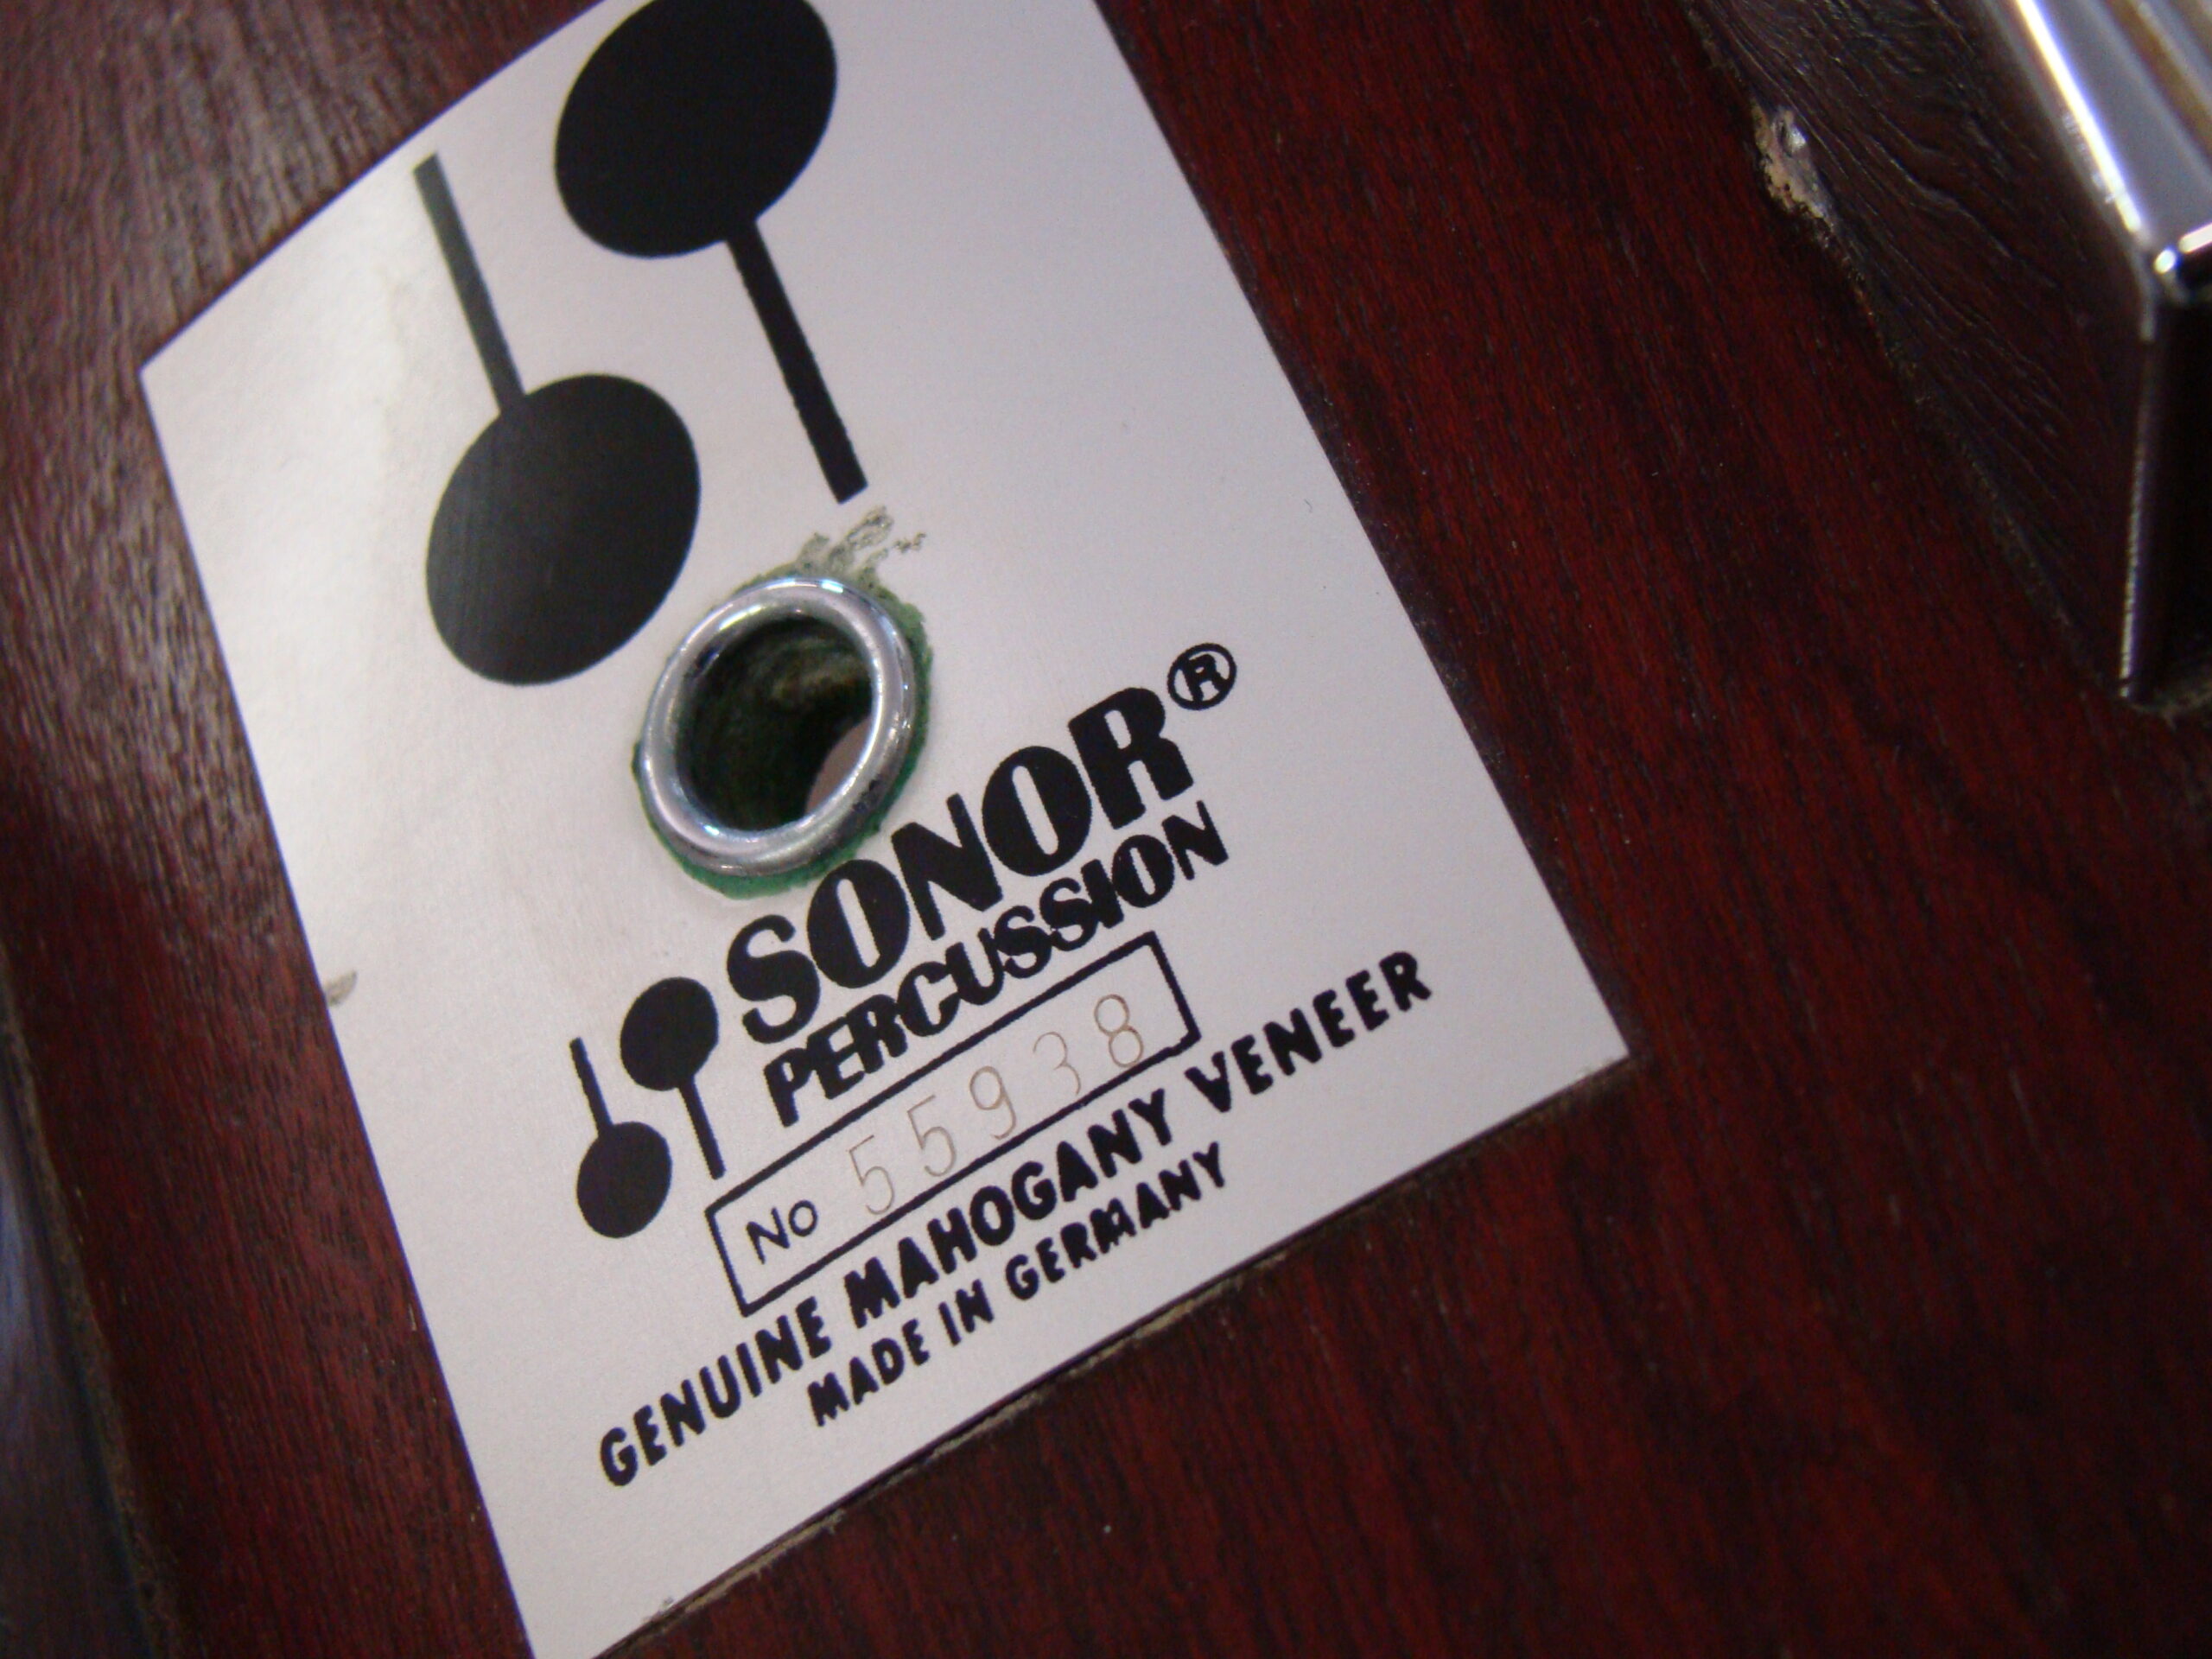 SONOR®
PERCUSSION
No 55938
GENUINE MAHOGANY VENEER
MADE IN GERMANY